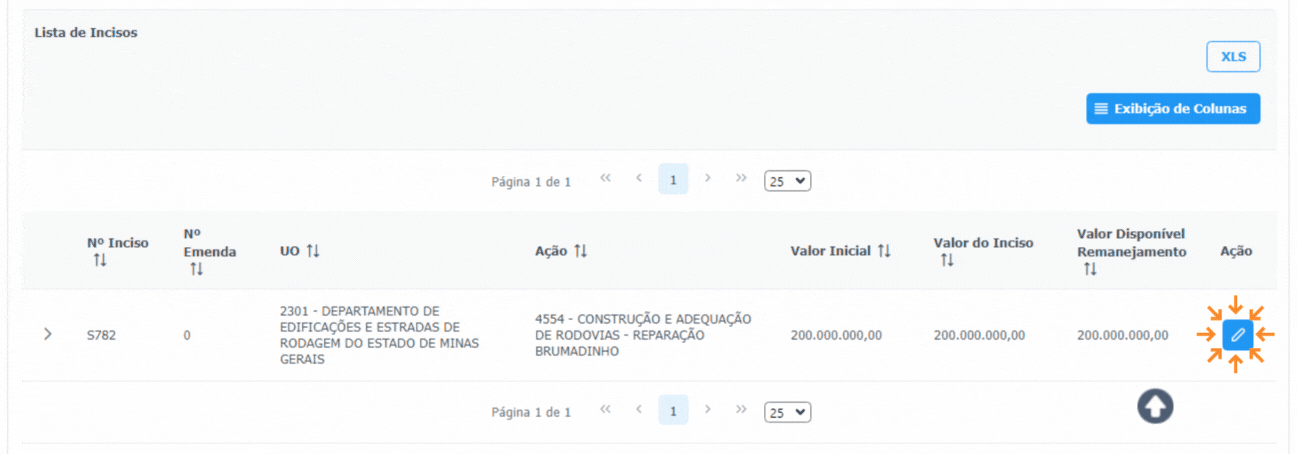 Lista de Incisos
XLS
Exibição de Colunas
Página 1 de 1 << < 1 > >> 25
Nº Inciso
Nº
Emenda
UO
Ação
Valor Inicial
Valor do Inciso
Valor Disponível
Remanejamento
Ação
S782
0
2301 - DEPARTAMENTO DE
EDIFICAÇÕES E ESTRADAS DE
RODAGEM DO ESTADO DE MINAS
GERAIS
4554 - CONSTRUÇÃO E ADEQUAÇÃO
DE RODOVIAS - REPARAÇÃO
BRUMADINHO
200.000.000,00
200.000.000,00
200.000.000,00
Página 1 de 1 << < 1 > >> 25